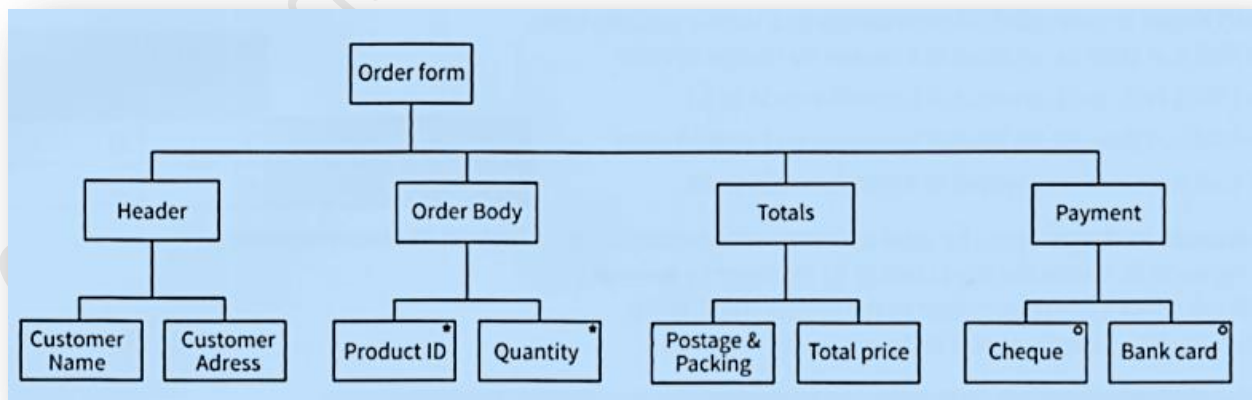 Order form
Header
Order Body
Totals
Payment
Customer
Name
Customer
Adress
Product ID
*
Quantity
*
Postage &
Packing
Total price
Cheque
o
Bank card
o